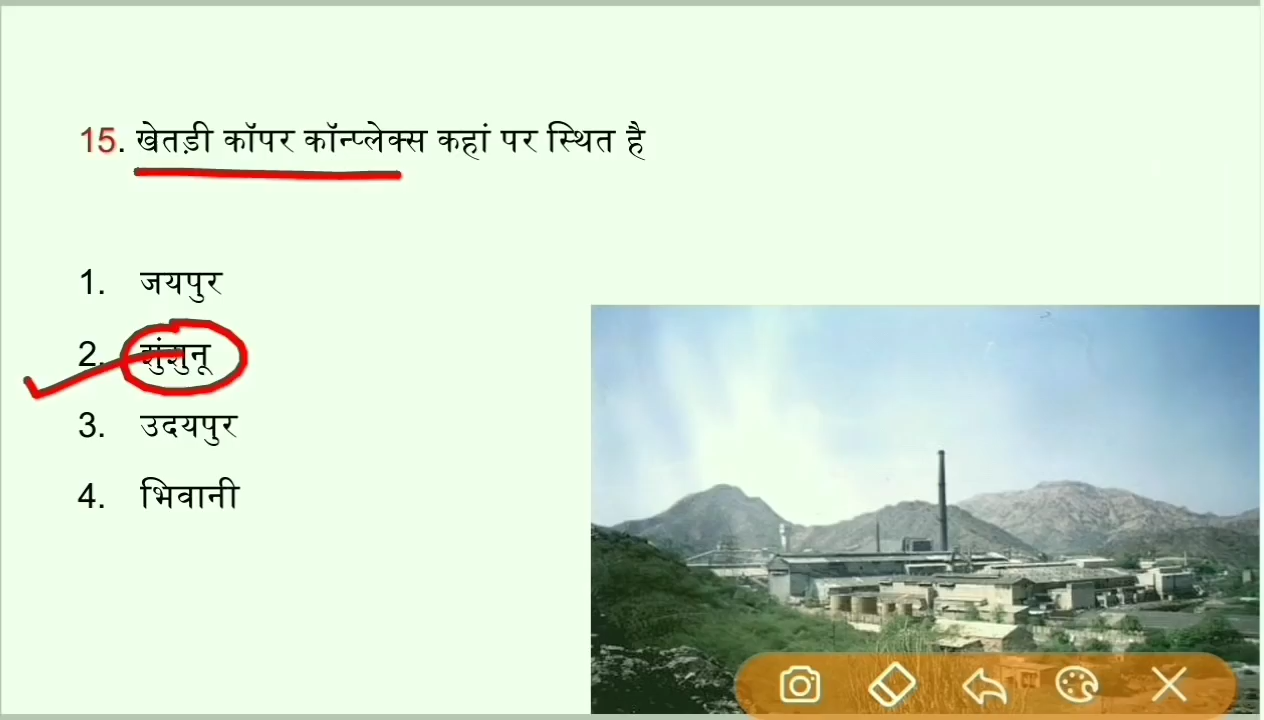 15. खेतड़ी कॉपर कॉन्प्लेक्स कहां पर स्थित है
1. जयपुर
2. झुंझुनू
3. उदयपुर
4. भिवानी